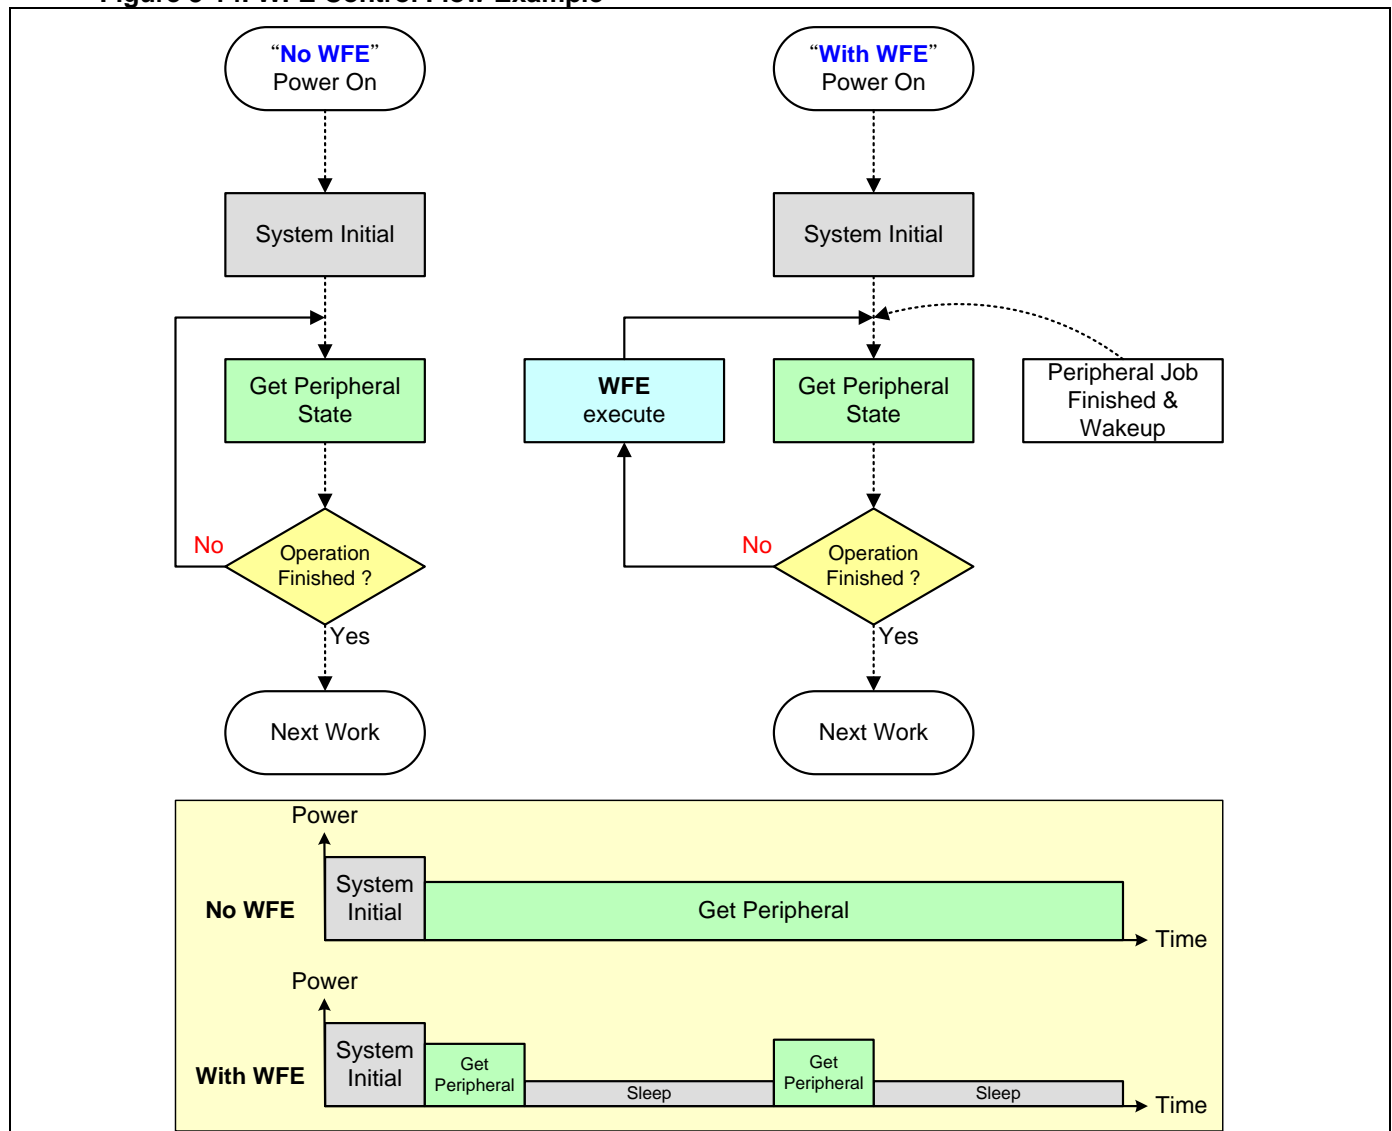 “No WFE”
Power On
System Initial
Get Peripheral
State
No
Operation
Finished ?
Yes
Next Work
“With WFE”
Power On
System Initial
WFE
execute
Get Peripheral
State
Peripheral Job
Finished &
Wakeup
No
Operation
Finished ?
Yes
Next Work
Power
No WFE
System
Initial
Get Peripheral
Time
Power
With WFE
System
Initial
Get
Peripheral
Sleep
Get
Peripheral
Sleep
Time